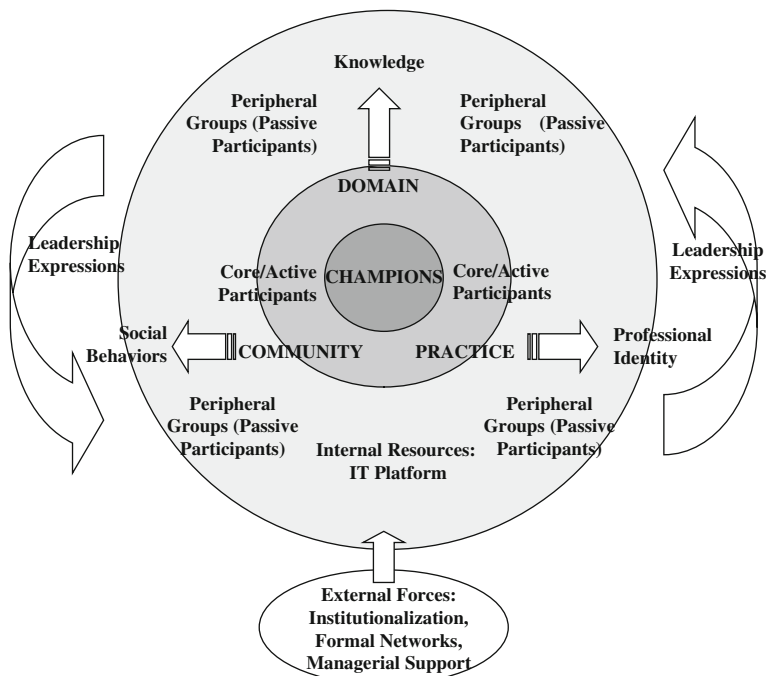 Knowledge
Peripheral
Groups (Passive
Participants)
Peripheral
Groups (Passive
Participants)
DOMAIN
Leadership
Expressions
Core/Active
Participants
CHAMPIONS
Core/Active
Participants
Leadership
Expressions
Social
Behaviors
COMMUNITY
PRACTICE
Professional
Identity
Peripheral
Groups (Passive
Participants)
Peripheral
Groups (Passive
Participants)
Internal Resources:
IT Platform
External Forces:
Institutionalization,
Formal Networks,
Managerial Support